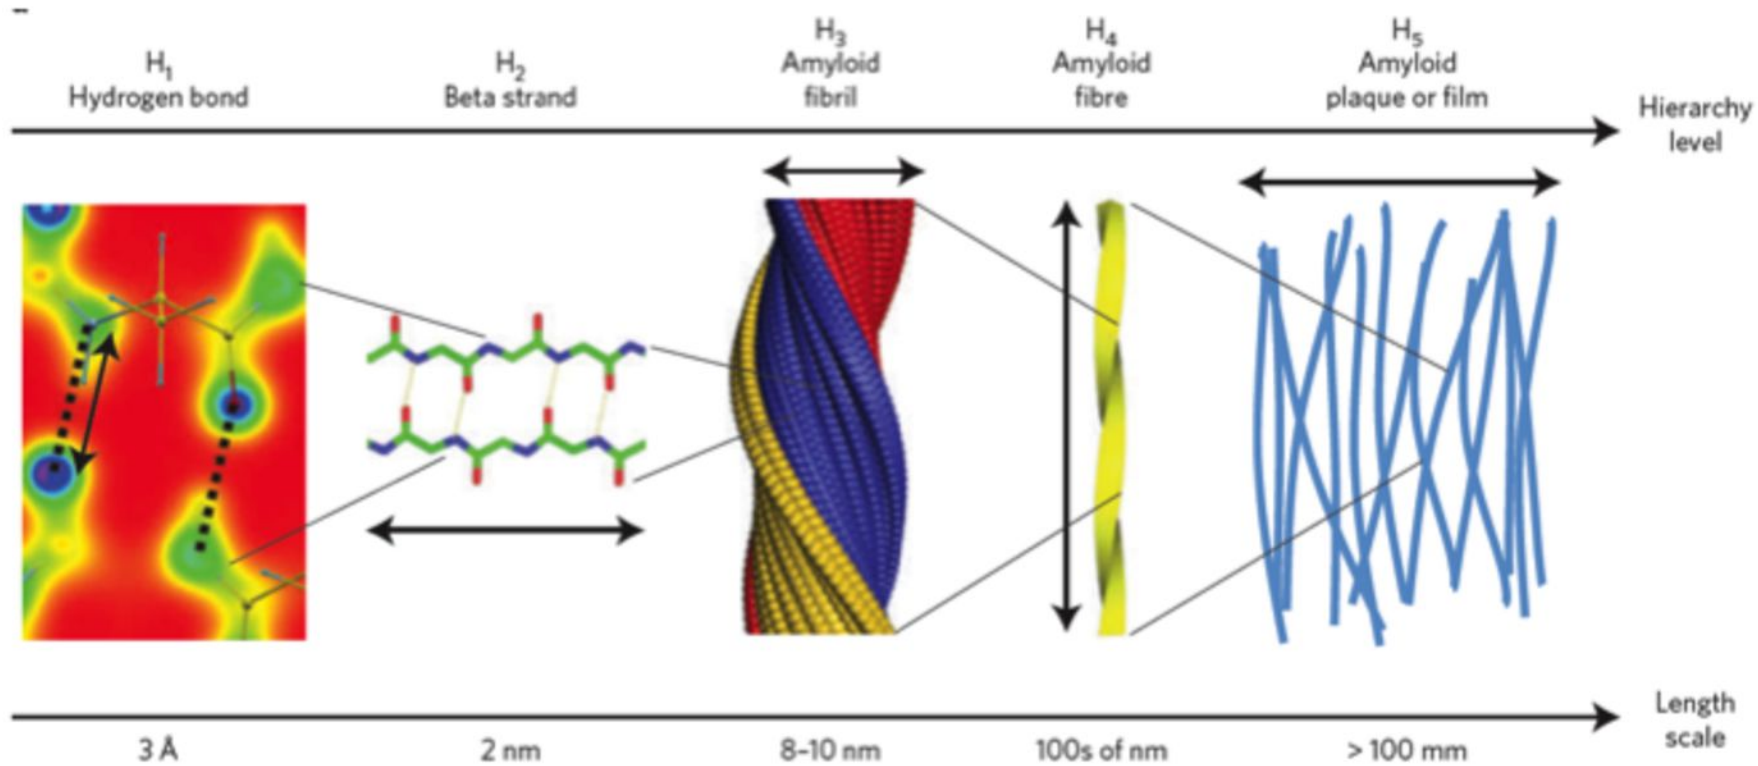 H₁
Hydrogen bond
H₂
Beta strand
H₃
Amyloid
fibril
H₄
Amyloid
fibre
H₅
Amyloid
plaque or film
Hierarchy
level
3 Å
2 nm
8–10 nm
100s of nm
> 100 mm
Length
scale